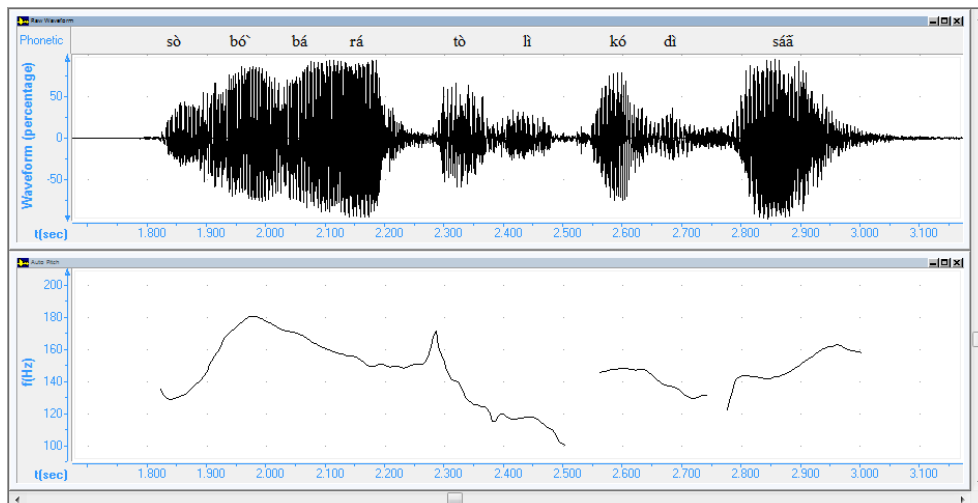 Raw Waveform
Phonetic sò bó` bá rá tò lì kó dì sáã́
Waveform (percentage)
50
0
-50
t(sec) 1.800 1.900 2.000 2.100 2.200 2.300 2.400 2.500 2.600 2.700 2.800 2.900 3.000 3.100
Auto Pitch
f(Hz)
200
180
160
140
120
100
t(sec) 1.800 1.900 2.000 2.100 2.200 2.300 2.400 2.500 2.600 2.700 2.800 2.900 3.000 3.100